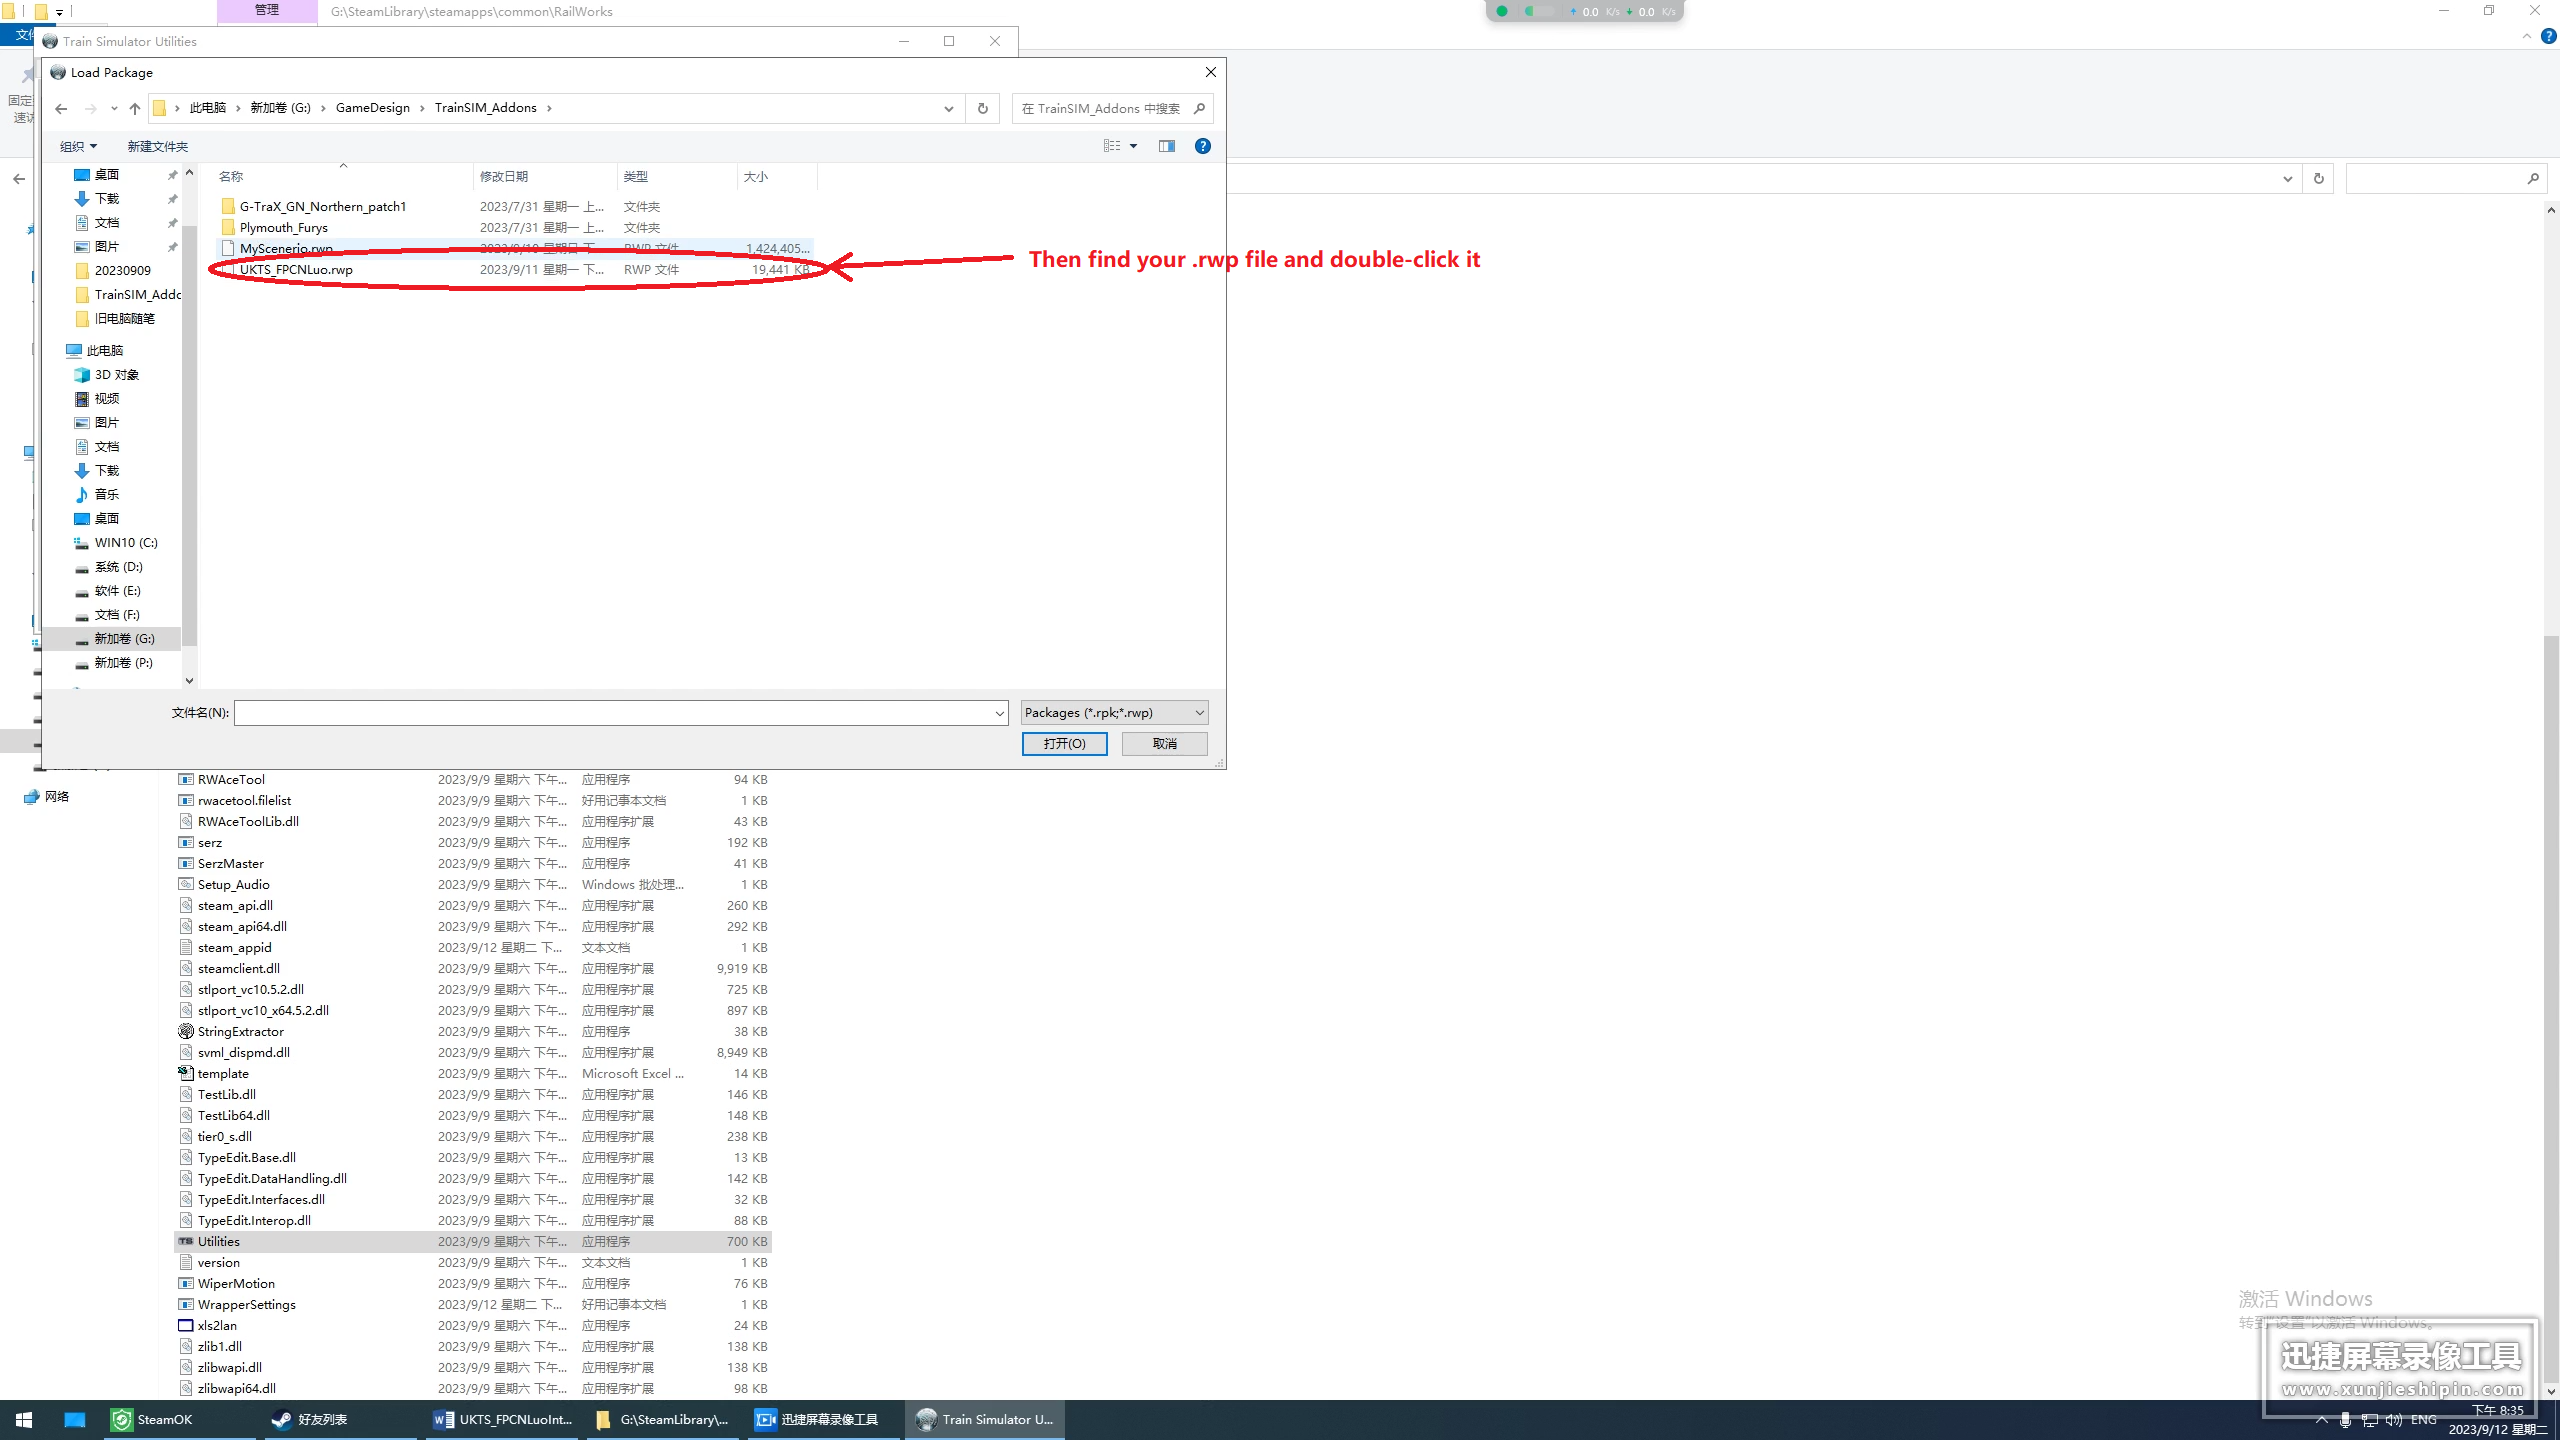 管理
G:\SteamLibrary\steamapps\common\RailWorks
0.0 K/s 0.0 K/s
Train Simulator Utilities
Load Package
此电脑 › 新加卷 (G:) › GameDesign › TrainSIM_Addons ›
在 TrainSIM_Addons 中搜索
组织
新建文件夹
名称 修改日期 类型 大小
G-TraX_GN_Northern_patch1 2023/7/31 星期一 上... 文件夹
Plymouth_Furys 2023/7/31 星期一 上... 文件夹
MyScenerio.rwp 2023/9/10 星期日 下... RWP 文件 1,424,405...
UKTS_FPCNLuo.rwp 2023/9/11 星期一 下... RWP 文件 19,441 KB
Then find your .rwp file and double-click it
桌面
下载
文档
图片
20230909
TrainSIM_Addo
旧电脑随笔
此电脑
3D 对象
视频
图片
文档
下载
音乐
桌面
WIN10 (C:)
系统 (D:)
软件 (E:)
文档 (F:)
新加卷 (G:)
新加卷 (P:)
文件名(N):
Packages (*.rpk;*.rwp)
打开(O)
取消
网络
RWAceTool 2023/9/9 星期六 下午... 应用程序 94 KB
rwacetool.filelist 2023/9/9 星期六 下午... 好用记事本文档 1 KB
RWAceToolLib.dll 2023/9/9 星期六 下午... 应用程序扩展 43 KB
serz 2023/9/9 星期六 下午... 应用程序 192 KB
SerzMaster 2023/9/9 星期六 下午... 应用程序 41 KB
Setup_Audio 2023/9/9 星期六 下午... Windows 批处理... 1 KB
steam_api.dll 2023/9/9 星期六 下午... 应用程序扩展 260 KB
steam_api64.dll 2023/9/9 星期六 下午... 应用程序扩展 292 KB
steam_appid 2023/9/12 星期二 下... 文本文档 1 KB
steamclient.dll 2023/9/9 星期六 下午... 应用程序扩展 9,919 KB
stlport_vc10.5.2.dll 2023/9/9 星期六 下午... 应用程序扩展 725 KB
stlport_vc10_x64.5.2.dll 2023/9/9 星期六 下午... 应用程序扩展 897 KB
StringExtractor 2023/9/9 星期六 下午... 应用程序 38 KB
svml_dispmd.dll 2023/9/9 星期六 下午... 应用程序扩展 8,949 KB
template 2023/9/9 星期六 下午... Microsoft Excel ... 14 KB
TestLib.dll 2023/9/9 星期六 下午... 应用程序扩展 146 KB
TestLib64.dll 2023/9/9 星期六 下午... 应用程序扩展 148 KB
tier0_s.dll 2023/9/9 星期六 下午... 应用程序扩展 238 KB
TypeEdit.Base.dll 2023/9/9 星期六 下午... 应用程序扩展 13 KB
TypeEdit.DataHandling.dll 2023/9/9 星期六 下午... 应用程序扩展 142 KB
TypeEdit.Interfaces.dll 2023/9/9 星期六 下午... 应用程序扩展 32 KB
TypeEdit.Interop.dll 2023/9/9 星期六 下午... 应用程序扩展 88 KB
Utilities 2023/9/9 星期六 下午... 应用程序 700 KB
version 2023/9/9 星期六 下午... 文本文档 1 KB
WiperMotion 2023/9/9 星期六 下午... 应用程序 76 KB
WrapperSettings 2023/9/12 星期二 下... 好用记事本文档 1 KB
xls2lan 2023/9/9 星期六 下午... 应用程序 24 KB
zlib1.dll 2023/9/9 星期六 下午... 应用程序扩展 138 KB
zlibwapi.dll 2023/9/9 星期六 下午... 应用程序扩展 138 KB
zlibwapi64.dll 2023/9/9 星期六 下午... 应用程序扩展 98 KB
激活 Windows
转到"设置"以激活 Windows。
迅捷屏幕录像工具
www.xunjieshipin.com
SteamOK
好友列表
UKTS_FPCNLuoInt...
G:\SteamLibrary\...
迅捷屏幕录像工具
Train Simulator U...
ENG
下午 8:35
2023/9/12 星期二